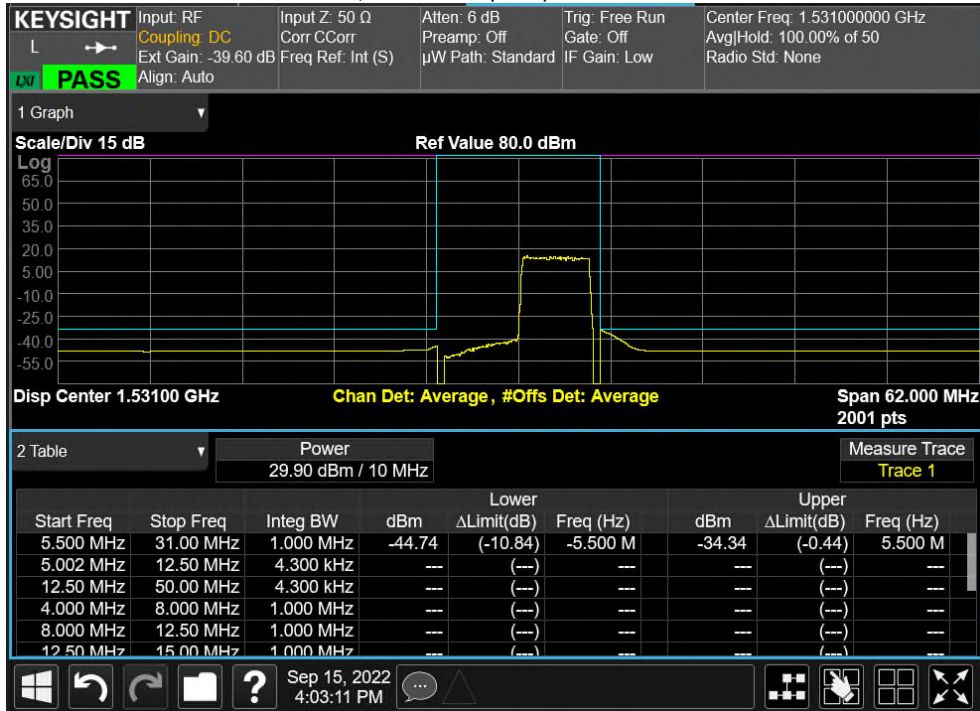 KEYSIGHT Input: RF Input Z: 50 Ω Atten: 6 dB Trig: Free Run Center Freq: 1.531000000 GHz
L Coupling: DC Corr CCorr Preamp: Off Gate: Off Avg|Hold: 100.00% of 50
Ext Gain: -39.60 dB Freq Ref: Int (S) µW Path: Standard IF Gain: Low Radio Std: None
LXI PASS Align: Auto
1 Graph
Scale/Div 15 dB Ref Value 80.0 dBm
Log
65.0
50.0
35.0
20.0
5.00
-10.0
-25.0
-40.0
-55.0
Disp Center 1.53100 GHz Chan Det: Average, #Offs Det: Average Span 62.000 MHz
2001 pts
2 Table Power Measure Trace
29.90 dBm / 10 MHz Trace 1
Lower Upper
Start Freq Stop Freq Integ BW dBm ΔLimit(dB) Freq (Hz) dBm ΔLimit(dB) Freq (Hz)
5.500 MHz 31.00 MHz 1.000 MHz -44.74 (-10.84) -5.500 M -34.34 (-0.44) 5.500 M
5.002 MHz 12.50 MHz 4.300 kHz --- (---) --- --- (---) ---
12.50 MHz 50.00 MHz 4.300 kHz --- (---) --- --- (---) ---
4.000 MHz 8.000 MHz 1.000 MHz --- (---) --- --- (---) ---
8.000 MHz 12.50 MHz 1.000 MHz --- (---) --- --- (---) ---
12.50 MHz 15.00 MHz 1.000 MHz --- (---) --- --- (---) ---
? Sep 15, 2022
4:03:11 PM